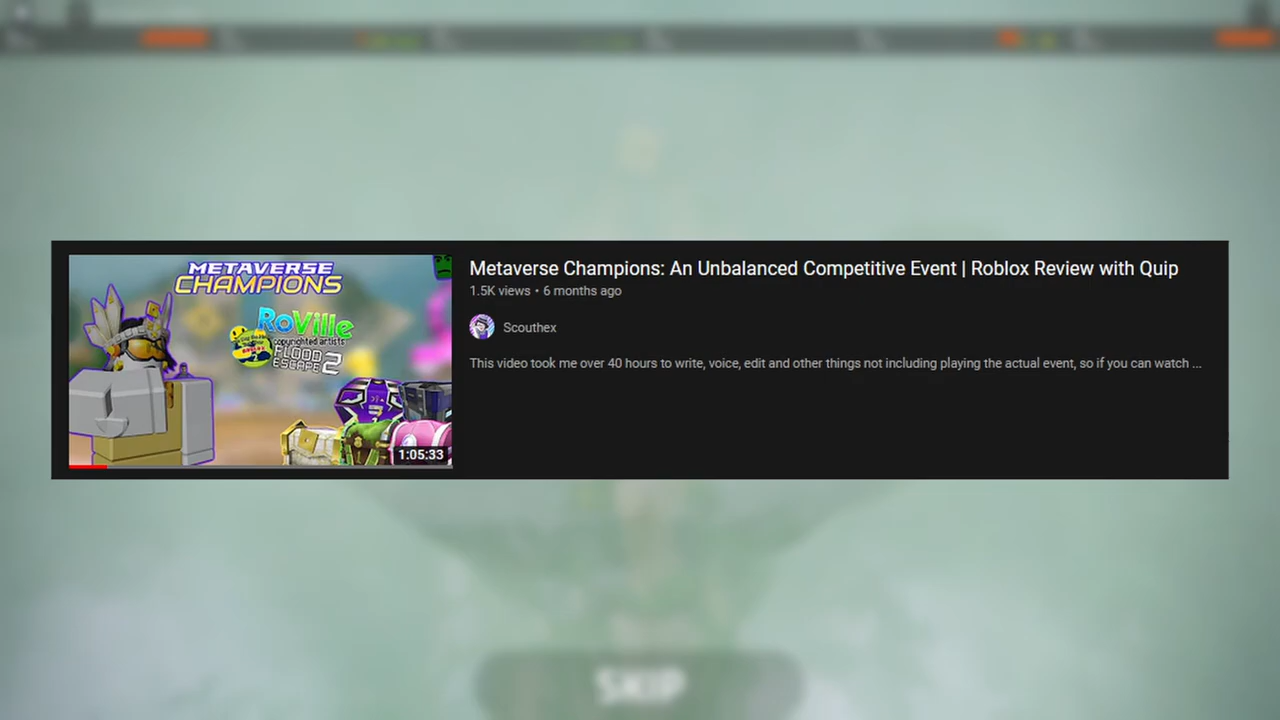 METAVERSE
CHAMPIONS
RoVille
copyrighted artists
FLOOD
ESCAPE 2
1:05:33
Metaverse Champions: An Unbalanced Competitive Event | Roblox Review with Quip
1.5K views • 6 months ago
Scouthex
This video took me over 40 hours to write, voice, edit and other things not including playing the actual event, so if you can watch ...
SKIP